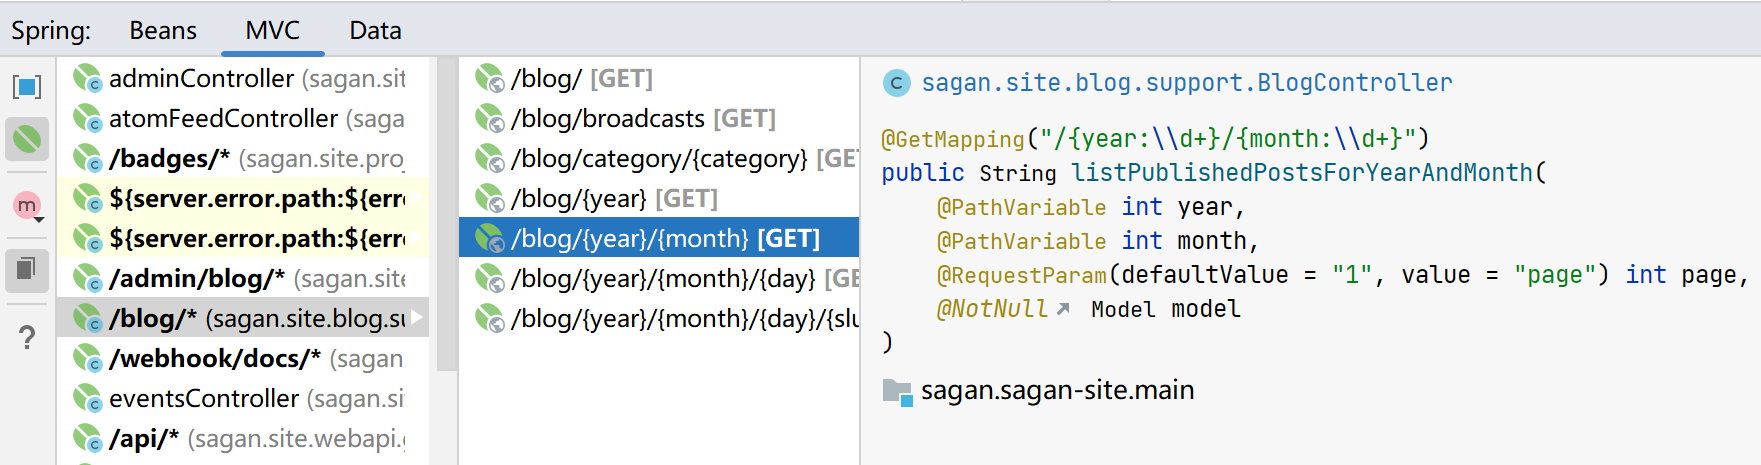 Spring: Beans MVC Data
adminController (sagan.sit
atomFeedController (saga
/badges/* (sagan.site.pro
${server.error.path:${erro
${server.error.path:${erro
/admin/blog/* (sagan.site
/blog/* (sagan.site.blog.su
/webhook/docs/* (sagan
eventsController (sagan.si
/api/* (sagan.site.webapi.g
m
?
/blog/ [GET]
/blog/broadcasts [GET]
/blog/category/{category} [GET
/blog/{year} [GET]
/blog/{year}/{month} [GET]
/blog/{year}/{month}/{day} [GE
/blog/{year}/{month}/{day}/{slu
C sagan.site.blog.support.BlogController
@GetMapping("/{year:\\d+}/{month:\\d+}")
public String listPublishedPostsForYearAndMonth(
@PathVariable int year,
@PathVariable int month,
@RequestParam(defaultValue = "1", value = "page") int page,
@NotNull Model model
)
sagan.sagan-site.main